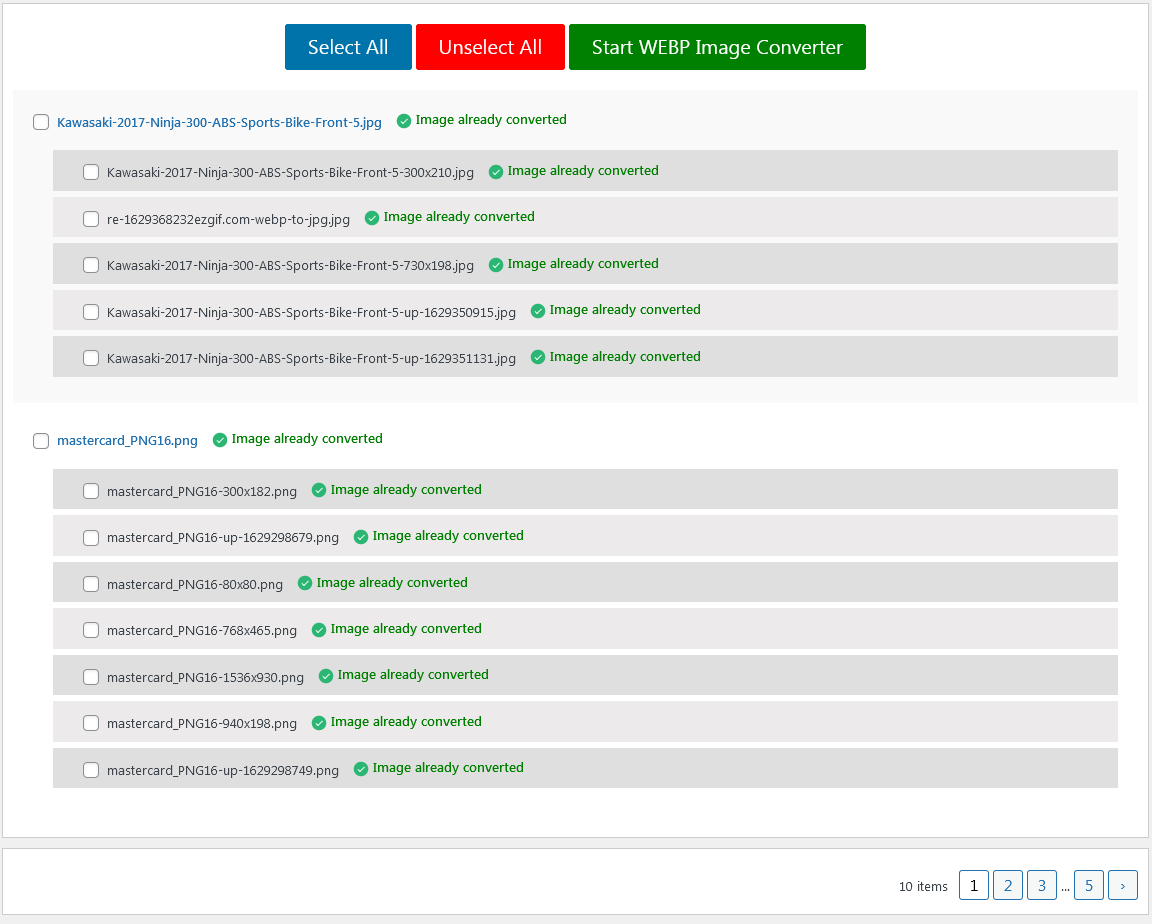 Select All Unselect All Start WEBP Image Converter
Kawasaki-2017-Ninja-300-ABS-Sports-Bike-Front-5.jpg Image already converted
Kawasaki-2017-Ninja-300-ABS-Sports-Bike-Front-5-300x210.jpg Image already converted
re-1629368232ezgif.com-webp-to-jpg.jpg Image already converted
Kawasaki-2017-Ninja-300-ABS-Sports-Bike-Front-5-730x198.jpg Image already converted
Kawasaki-2017-Ninja-300-ABS-Sports-Bike-Front-5-up-1629350915.jpg Image already converted
Kawasaki-2017-Ninja-300-ABS-Sports-Bike-Front-5-up-1629351131.jpg Image already converted
mastercard_PNG16.png Image already converted
mastercard_PNG16-300x182.png Image already converted
mastercard_PNG16-up-1629298679.png Image already converted
mastercard_PNG16-80x80.png Image already converted
mastercard_PNG16-768x465.png Image already converted
mastercard_PNG16-1536x930.png Image already converted
mastercard_PNG16-940x198.png Image already converted
mastercard_PNG16-up-1629298749.png Image already converted
10 items 1 2 3 ... 5 ›